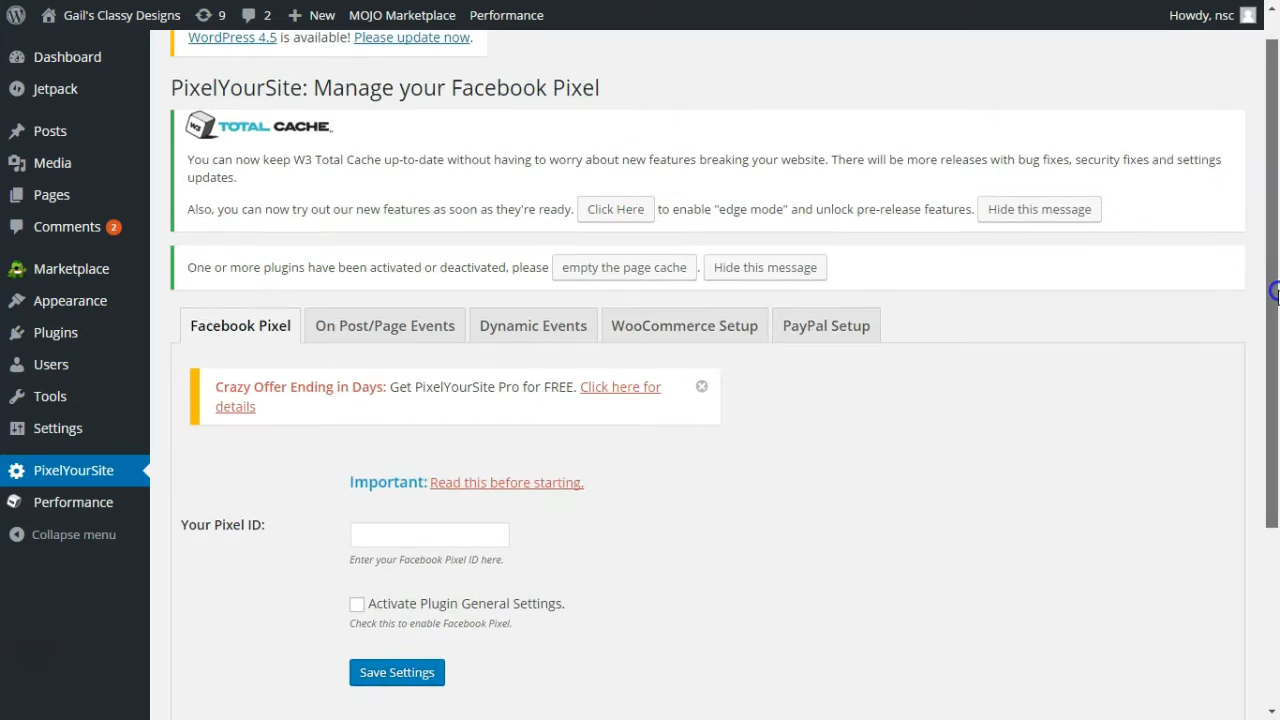 Gail's Classy Designs 9 2 New MOJO Marketplace Performance Howdy, nsc
WordPress 4.5 is available! Please update now.
Dashboard
Jetpack
Posts
Media
Pages
Comments 2
Marketplace
Appearance
Plugins
Users
Tools
Settings
PixelYourSite
Performance
Collapse menu
PixelYourSite: Manage your Facebook Pixel
W3 TOTAL CACHE
You can now keep W3 Total Cache up-to-date without having to worry about new features breaking your website. There will be more releases with bug fixes, security fixes and settings
updates.
Also, you can now try out our new features as soon as they're ready. Click Here to enable "edge mode" and unlock pre-release features. Hide this message
One or more plugins have been activated or deactivated, please empty the page cache . Hide this message
Facebook Pixel On Post/Page Events Dynamic Events WooCommerce Setup PayPal Setup
Crazy Offer Ending in Days: Get PixelYourSite Pro for FREE. Click here for
details
Important: Read this before starting.
Your Pixel ID:
Enter your Facebook Pixel ID here.
Activate Plugin General Settings.
Check this to enable Facebook Pixel.
Save Settings